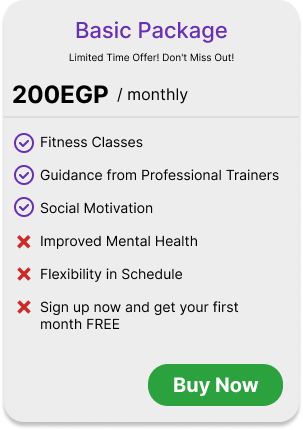 Basic Package
Limited Time Offer! Don't Miss Out!
200EGP / monthly
Fitness Classes
Guidance from Professional Trainers
Social Motivation
Improved Mental Health
Flexibility in Schedule
Sign up now and get your first
month FREE
Buy Now